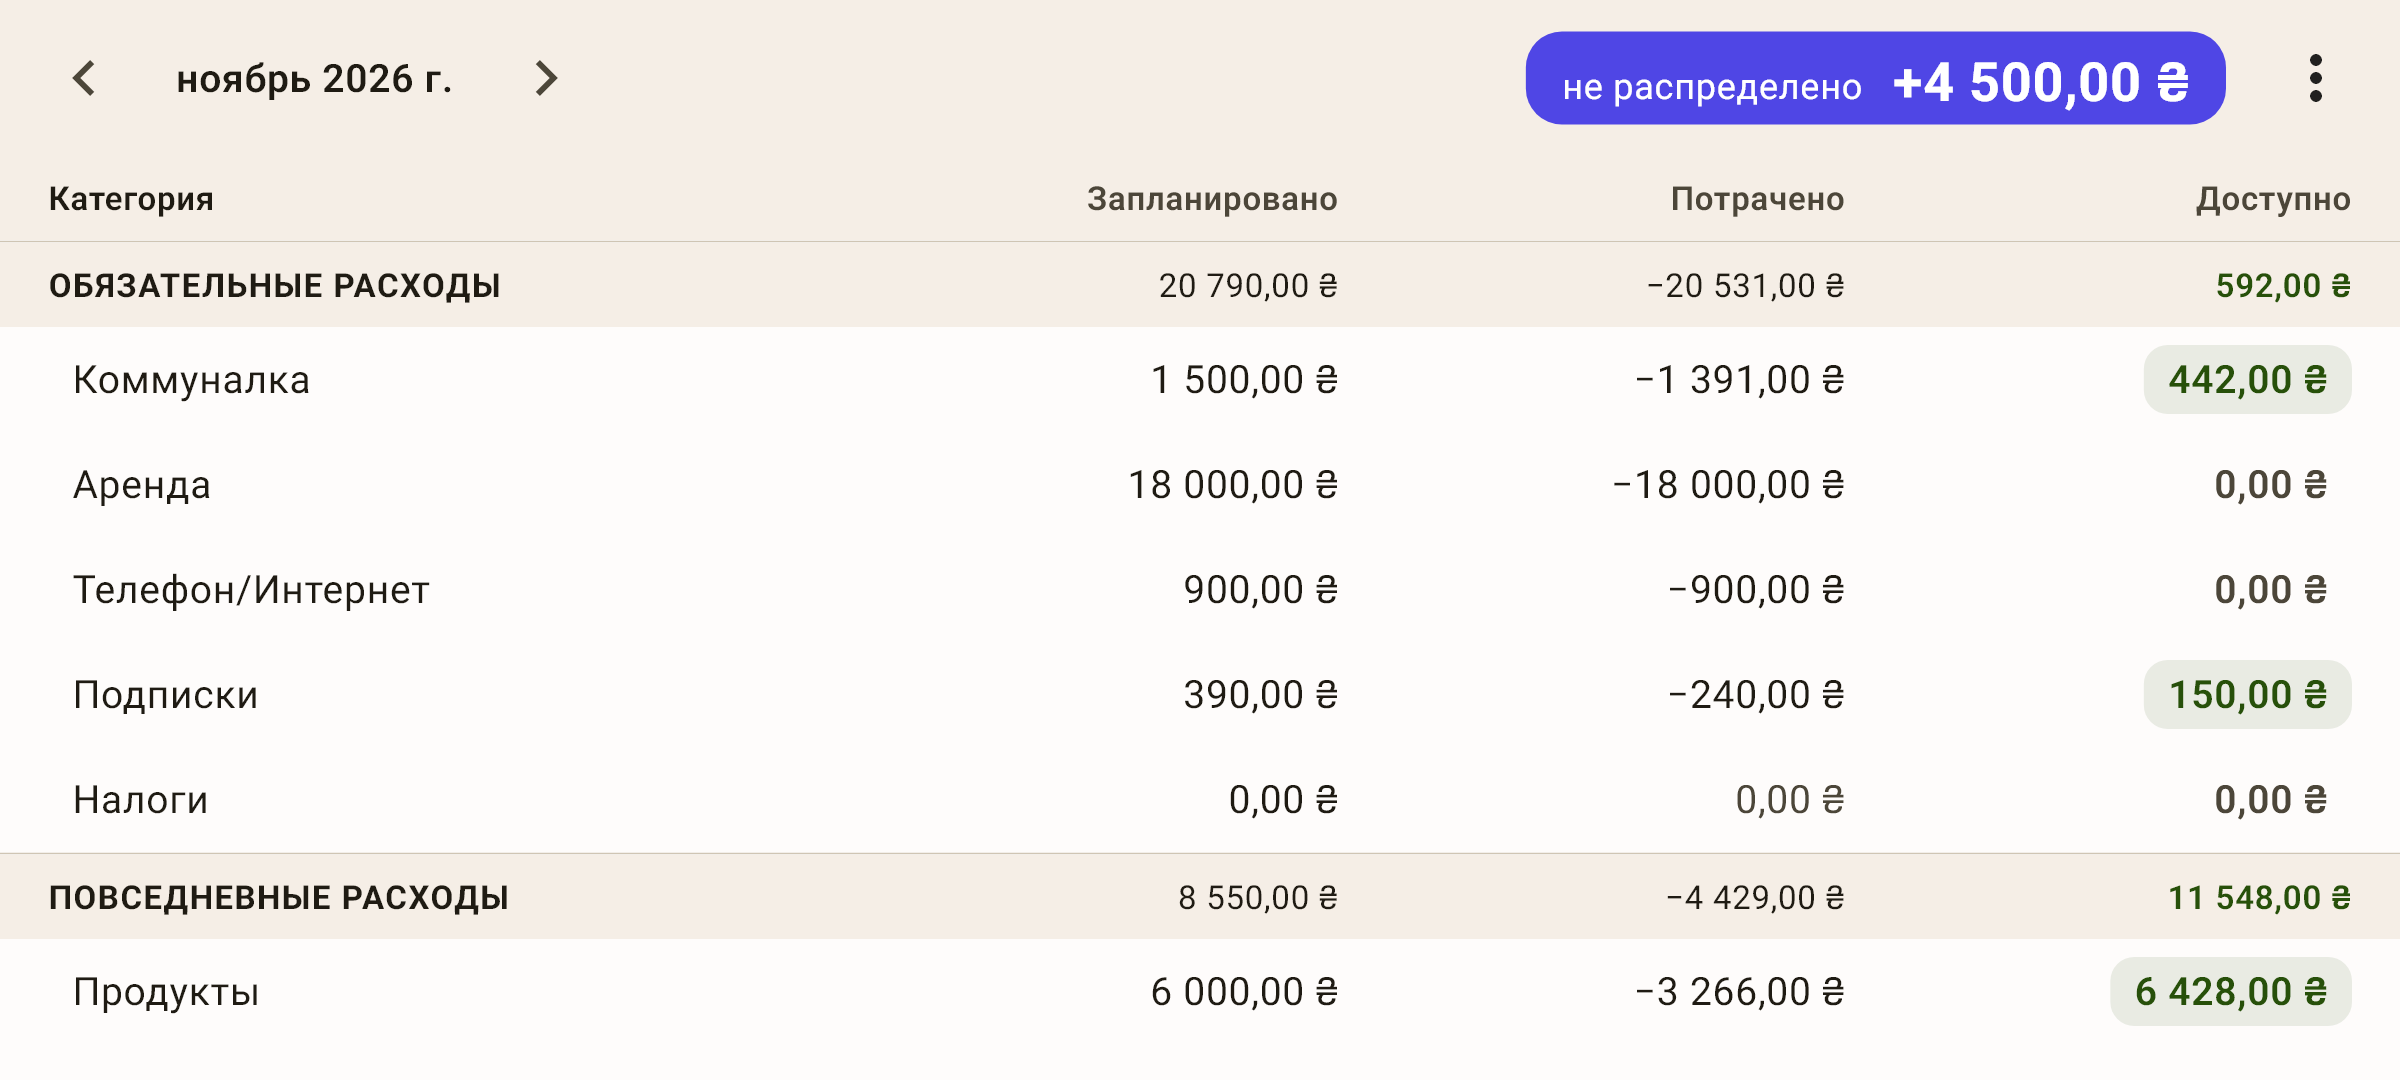 ноябрь 2026 г. не распределено +4 500,00 ₴
Категория Запланировано Потрачено Доступно
ОБЯЗАТЕЛЬНЫЕ РАСХОДЫ 20 790,00 ₴ −20 531,00 ₴ 592,00 ₴
Коммуналка 1 500,00 ₴ −1 391,00 ₴ 442,00 ₴
Аренда 18 000,00 ₴ −18 000,00 ₴ 0,00 ₴
Телефон/Интернет 900,00 ₴ −900,00 ₴ 0,00 ₴
Подписки 390,00 ₴ −240,00 ₴ 150,00 ₴
Налоги 0,00 ₴ 0,00 ₴ 0,00 ₴
ПОВСЕДНЕВНЫЕ РАСХОДЫ 8 550,00 ₴ −4 429,00 ₴ 11 548,00 ₴
Продукты 6 000,00 ₴ −3 266,00 ₴ 6 428,00 ₴